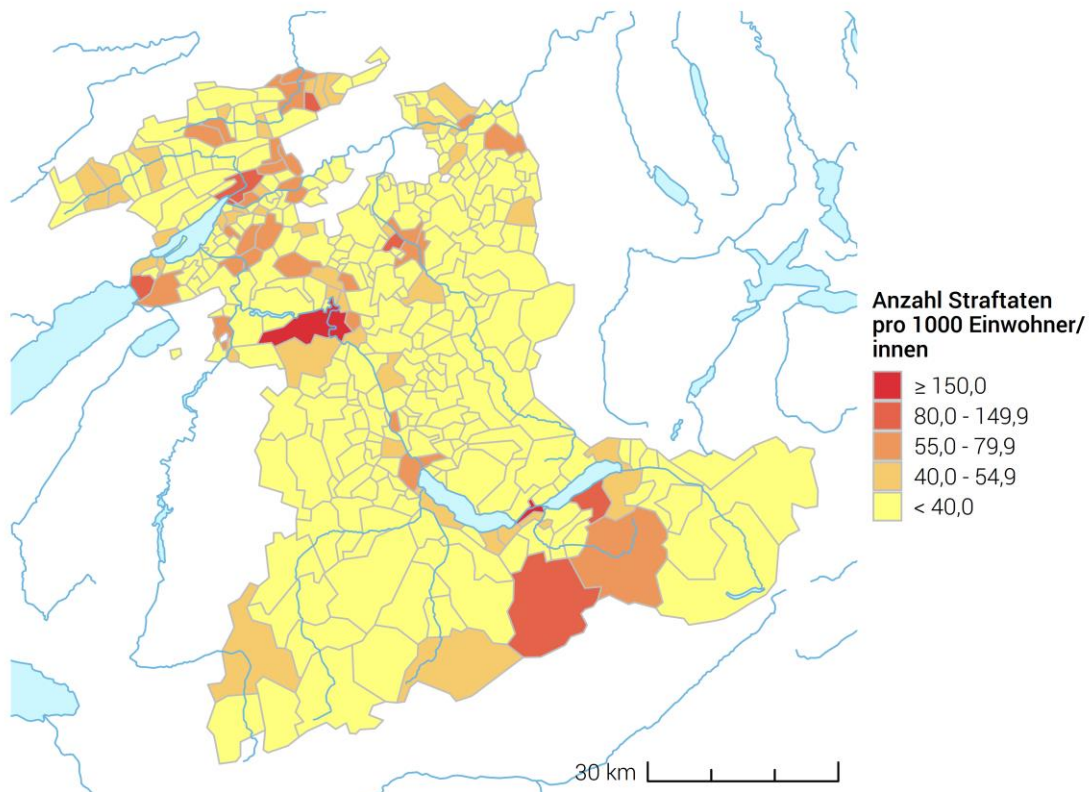 Anzahl Straftaten
pro 1000 Einwohner/
innen
≥ 150,0
80,0 - 149,9
55,0 - 79,9
40,0 - 54,9
< 40,0
30 km